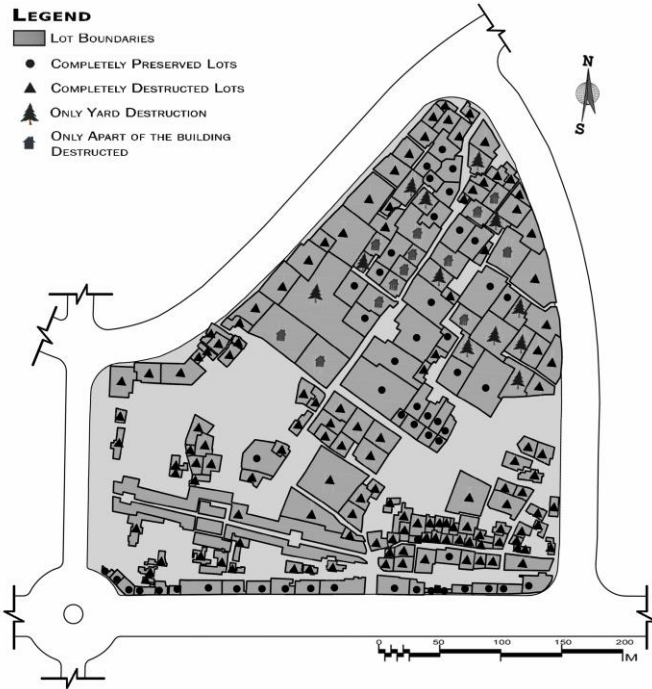 LEGEND
LOT BOUNDARIES
COMPLETELY PRESERVED LOTS
COMPLETELY DESTRUCTED LOTS
ONLY YARD DESTRUCTION
ONLY APART OF THE BUILDING
DESTRUCTED
N
S
0 50 100 150 200
M